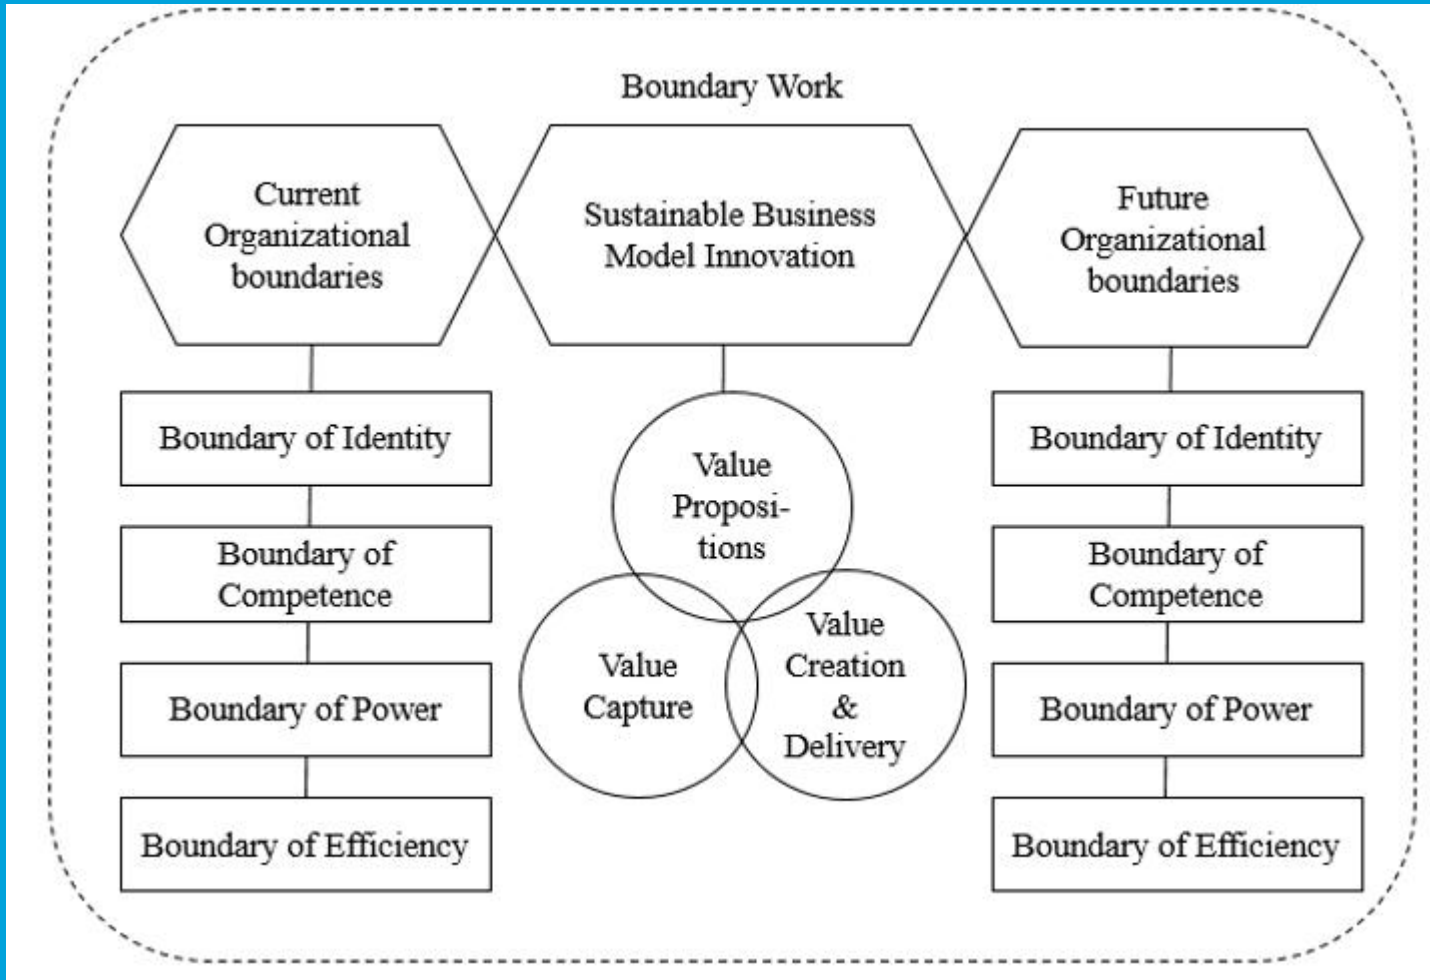 Boundary Work
Current
Organizational
boundaries
Sustainable Business
Model Innovation
Future
Organizational
boundaries
Boundary of Identity
Boundary of
Competence
Boundary of Power
Boundary of Efficiency
Value
Proposi-
tions
Value
Capture
Value
Creation
&
Delivery
Boundary of Identity
Boundary of
Competence
Boundary of Power
Boundary of Efficiency